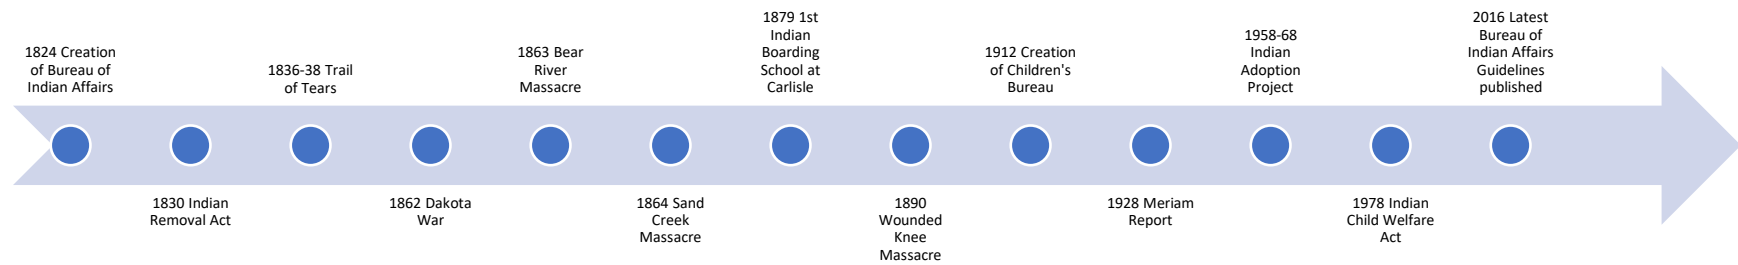 1824 Creation
of Bureau of
Indian Affairs
1830 Indian
Removal Act
1836-38 Trail
of Tears
1862 Dakota
War
1863 Bear
River
Massacre
1864 Sand
Creek
Massacre
1879 1st
Indian
Boarding
School at
Carlisle
1890
Wounded
Knee
Massacre
1912 Creation
of Children's
Bureau
1928 Meriam
Report
1958-68
Indian
Adoption
Project
1978 Indian
Child Welfare
Act
2016 Latest
Bureau of
Indian Affairs
Guidelines
published